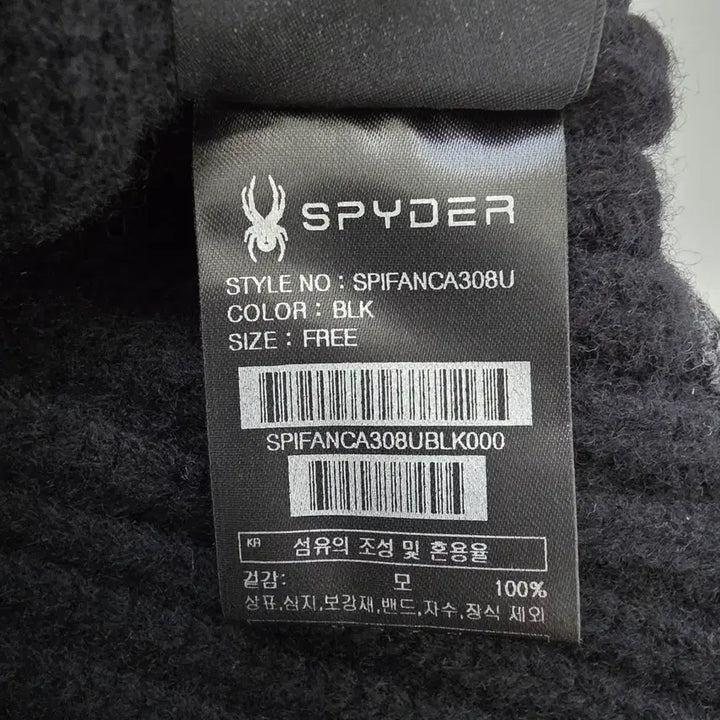 SPYDER
STYLE NO : SPIFANCA308U
COLOR : BLK
SIZE : FREE
SPIFANCA308UBLK000
KR 섬유의 조성 및 혼용율
겉감: 모 100%
상표,심지,보강재,밴드,자수,장식 제외